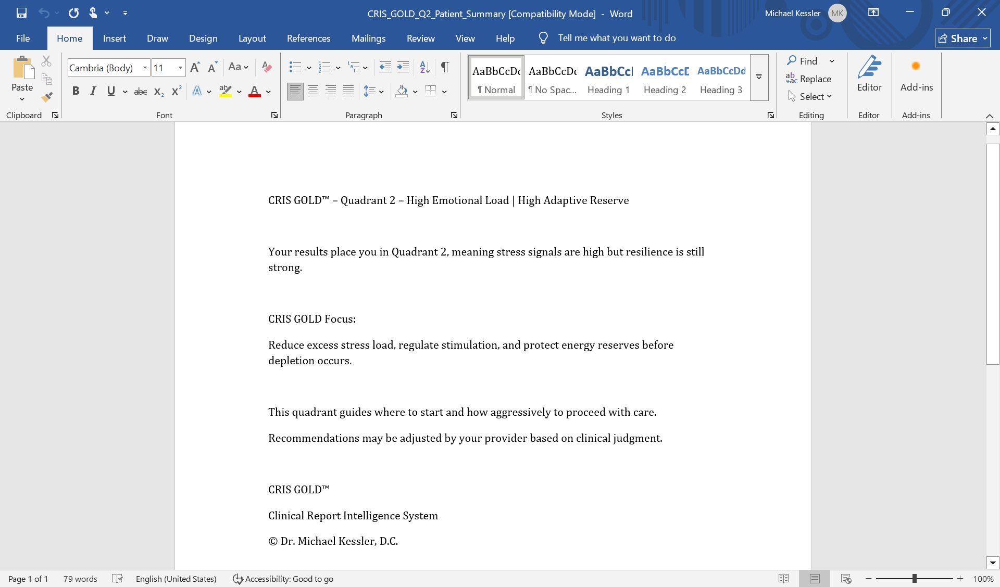 CRIS_GOLD_Q2_Patient_Summary [Compatibility Mode] - Word
Michael Kessler MK
File Home Insert Draw Design Layout References Mailings Review View Help Tell me what you want to do Share
Paste
Clipboard
Cambria (Body) 11
Font
Paragraph
AaBbCcDc AaBbCcDc AaBbCcI AaBbCcD AaBbCcDd
¶ Normal ¶ No Spac... Heading 1 Heading 2 Heading 3
Styles
Find
Replace
Select
Editing
Editor
Editor
Add-ins
Add-ins
CRIS GOLD™ – Quadrant 2 – High Emotional Load | High Adaptive Reserve
Your results place you in Quadrant 2, meaning stress signals are high but resilience is still
strong.
CRIS GOLD Focus:
Reduce excess stress load, regulate stimulation, and protect energy reserves before
depletion occurs.
This quadrant guides where to start and how aggressively to proceed with care.
Recommendations may be adjusted by your provider based on clinical judgment.
CRIS GOLD™
Clinical Report Intelligence System
© Dr. Michael Kessler, D.C.
Page 1 of 1 79 words English (United States) Accessibility: Good to go 100%